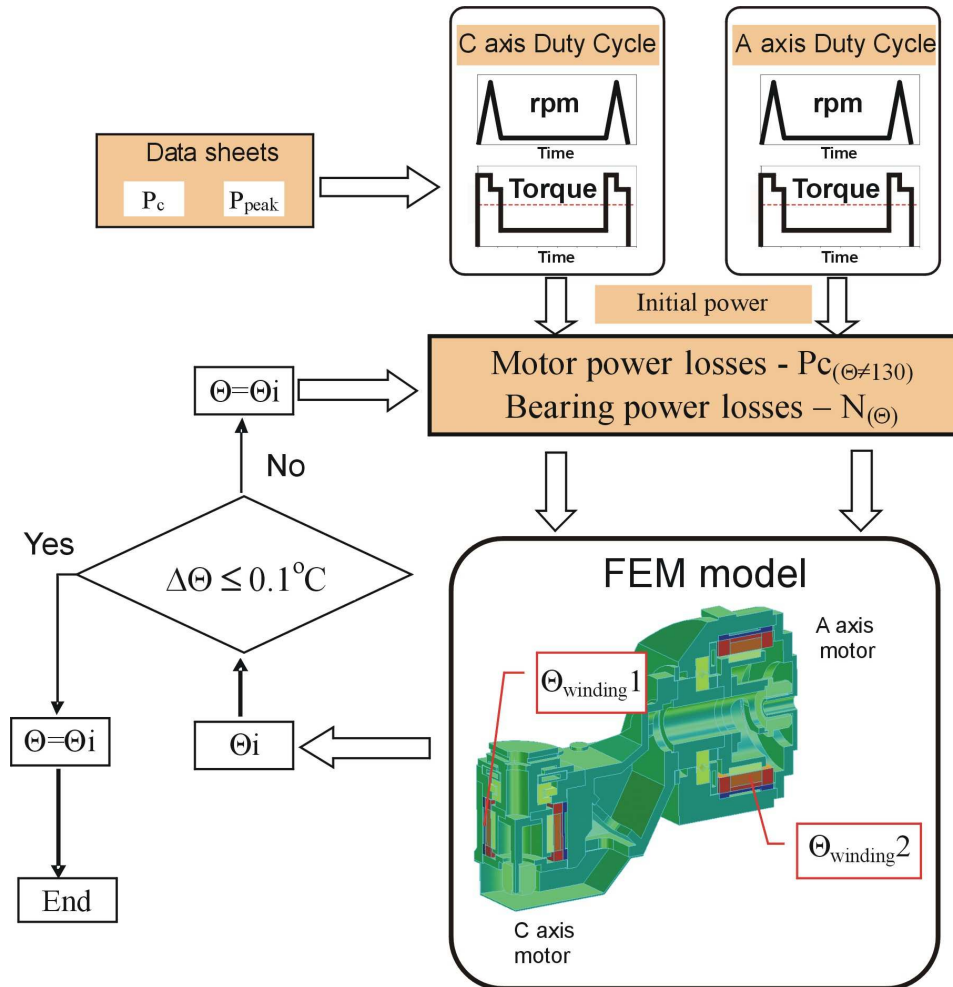 C axis Duty Cycle
rpm
Time
Torque
Time
A axis Duty Cycle
rpm
Time
Torque
Time
Data sheets
Pc
Ppeak
Initial power
Motor power losses - Pc(Θ≠130)
Bearing power losses – N(Θ)
Θ=Θi
No
Yes
ΔΘ ≤ 0.1°C
Θ=Θi
Θi
End
FEM model
A axis
motor
Θwinding1
Θwinding2
C axis
motor